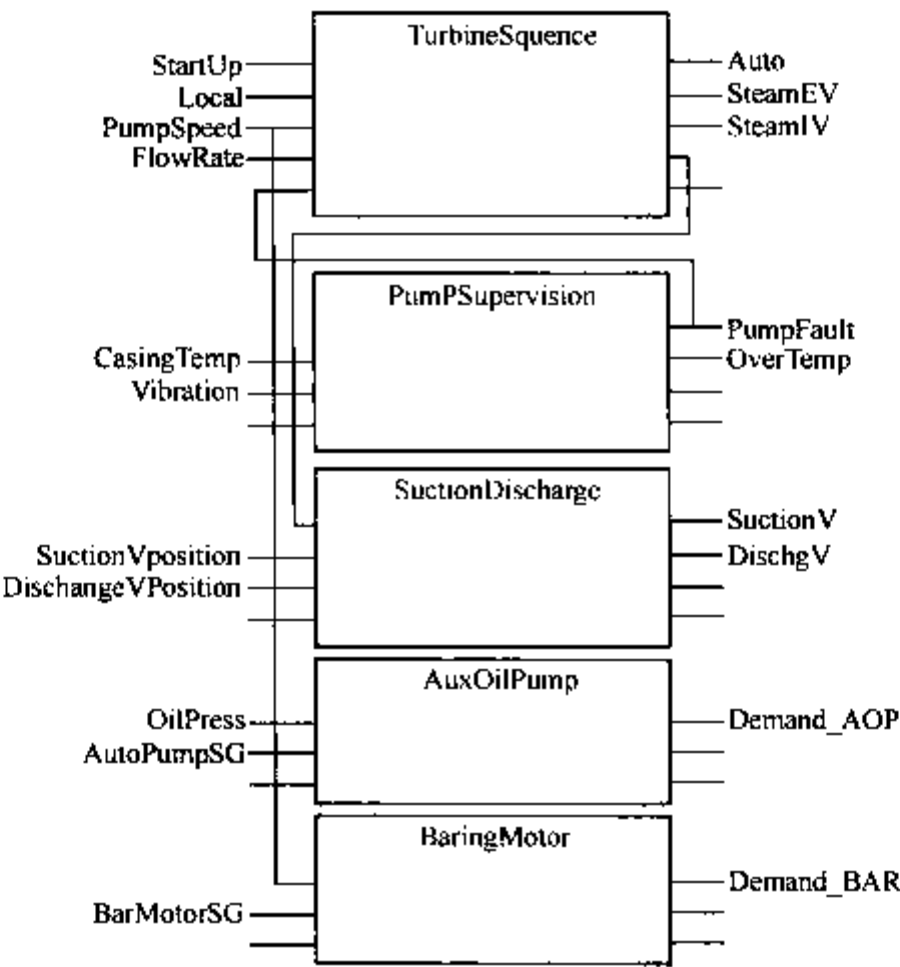 TurbineSquence
StartUp
Auto
Local
SteamEV
PumpSpeed
SteamIV
FlowRate
PumPSupervision
PumpFault
CasingTemp
OverTemp
Vibration
SuctionDischarge
SuctionV
SuctionVposition
DischgV
DischangeVPosition
AuxOilPump
OilPress
Demand_AOP
AutoPumpSG
BaringMotor
Demand_BAR
BarMotorSG